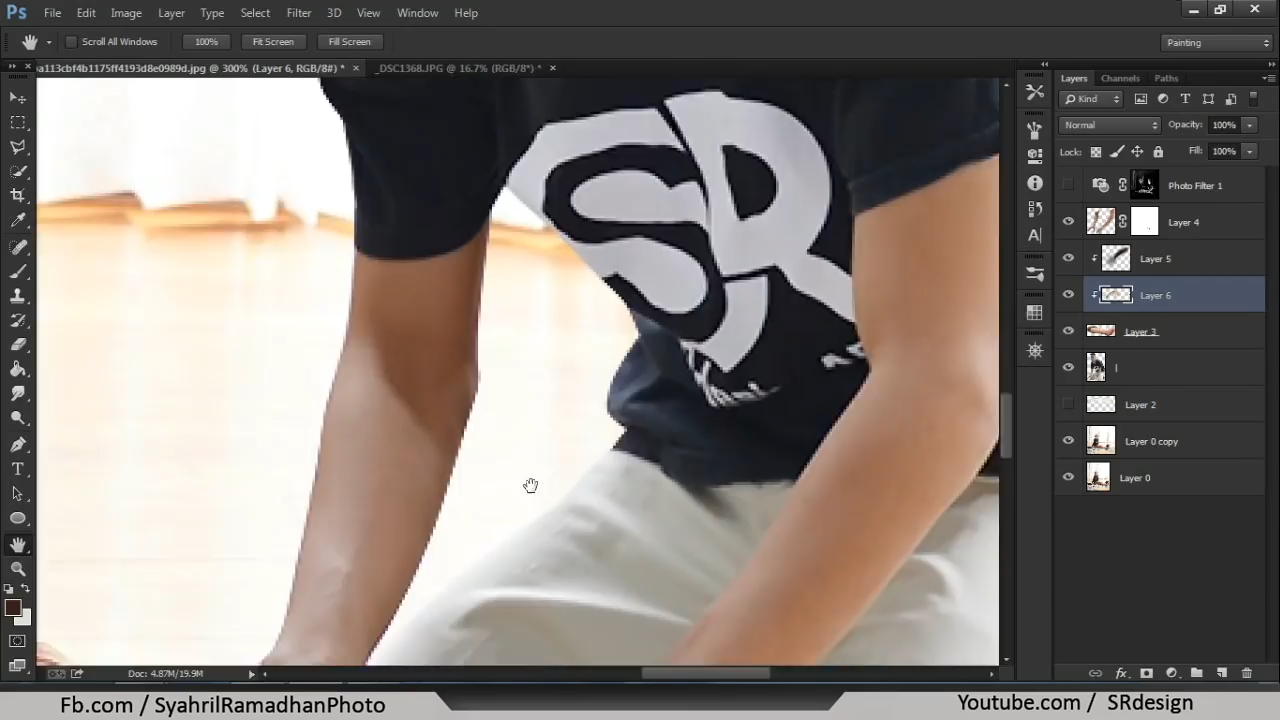 Ps File Edit Image Layer Type Select Filter 3D View Window Help
Scroll All Windows 100% Fit Screen Fill Screen Painting
a113cbf4b1175ff4193d8e0989d.jpg @ 300% (Layer 6, RGB/8#) * _DSC1368.JPG @ 16.7% (RGB/8*) *
Layers Channels Paths
Kind
Normal Opacity: 100%
Lock: Fill: 100%
Photo Filter 1
Layer 4
Layer 5
Layer 6
Layer 3
l
Layer 2
Layer 0 copy
Layer 0
SR
100% Doc: 4.87M/19.9M
Fb.com / SyahrilRamadhanPhoto
Youtube.com / SRdesign